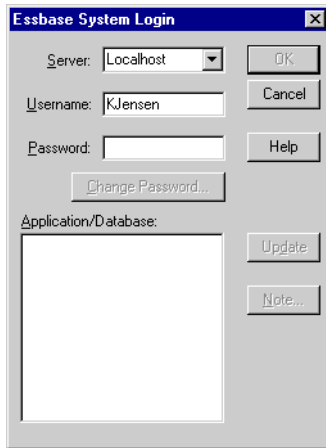 Essbase System Login
Server: Localhost OK
Username: KJensen Cancel
Password: Help
Change Password...
Application/Database:
Update
Note...